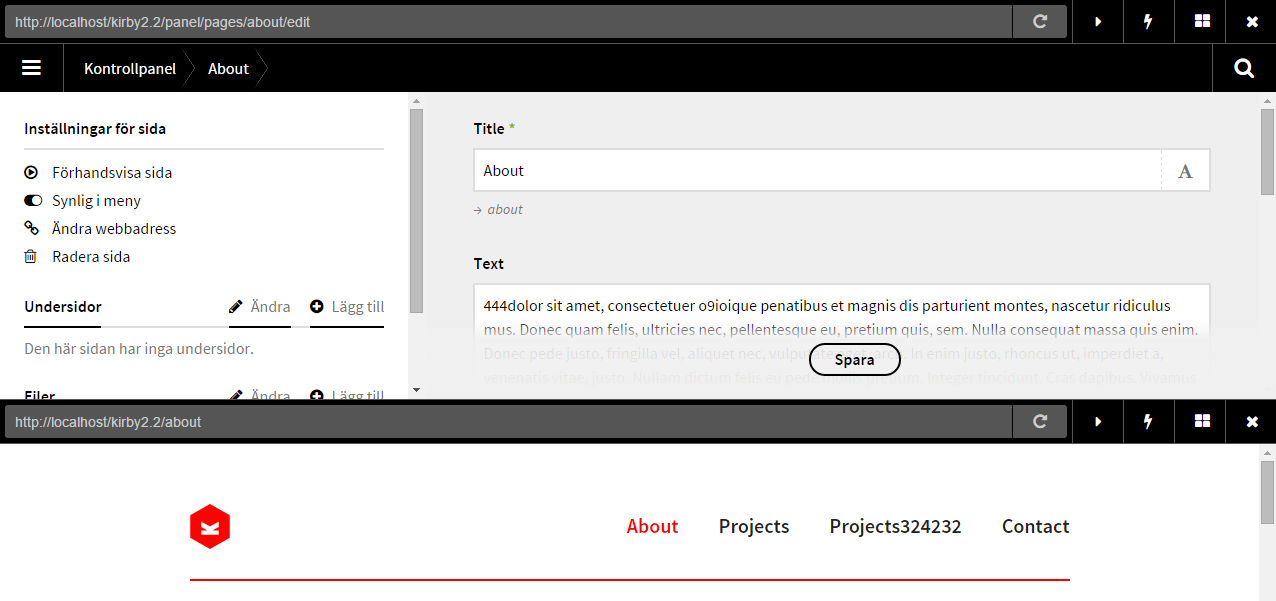 http://localhost/kirby2.2/panel/pages/about/edit
Kontrollpanel About
Inställningar för sida
Förhandsvisa sida
Synlig i meny
Ändra webbadress
Radera sida
Undersidor Ändra Lägg till
Den här sidan har inga undersidor.
Filer Ändra Lägg till
Title *
About A
→ about
Text
444dolor sit amet, consectetuer o9ioique penatibus et magnis dis parturient montes, nascetur ridiculus
mus. Donec quam felis, ultricies nec, pellentesque eu, pretium quis, sem. Nulla consequat massa quis enim.
Donec pede justo, fringilla vel, aliquet nec, vulputate eget, arcu. In enim justo, rhoncus ut, imperdiet a,
venenatis vitae, justo. Nullam dictum felis eu pede mollis pretium. Integer tincidunt. Cras dapibus. Vivamus
Spara
http://localhost/kirby2.2/about
About Projects Projects324232 Contact